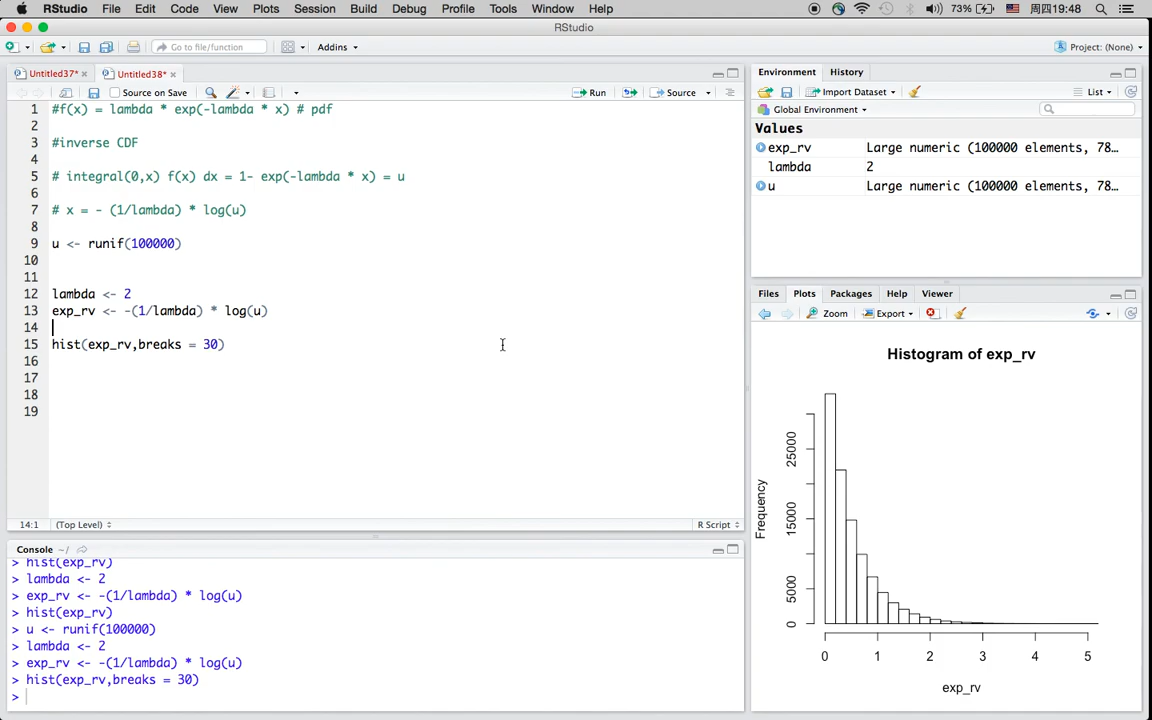 RStudio File Edit Code View Plots Session Build Debug Profile Tools Window Help 73% 周四19:48
RStudio
Go to file/function Addins Project: (None)
Untitled37* Untitled38*
Source on Save Run Source
1 #f(x) = lambda * exp(-lambda * x) # pdf
2
3 #inverse CDF
4
5 # integral(0,x) f(x) dx = 1- exp(-lambda * x) = u
6
7 # x = - (1/lambda) * log(u)
8
9 u <- runif(100000)
10
11
12 lambda <- 2
13 exp_rv <- -(1/lambda) * log(u)
14
15 hist(exp_rv,breaks = 30)
16
17
18
19
14:1 (Top Level) R Script
Console ~/
> hist(exp_rv)
> lambda <- 2
> exp_rv <- -(1/lambda) * log(u)
> hist(exp_rv)
> u <- runif(100000)
> lambda <- 2
> exp_rv <- -(1/lambda) * log(u)
> hist(exp_rv,breaks = 30)
>
Environment History
Import Dataset List
Global Environment
Values
exp_rv Large numeric (100000 elements, 78…
lambda 2
u Large numeric (100000 elements, 78…
Files Plots Packages Help Viewer
Zoom Export
Histogram of exp_rv
Frequency
25000
15000
5000
0
0 1 2 3 4 5
exp_rv